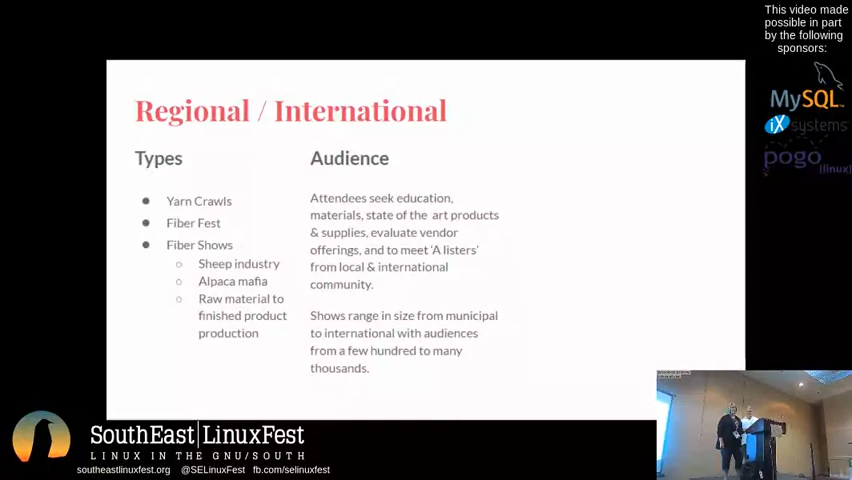 This video made
possible in part
by the following
sponsors:
MySQL
iX systems
pogo
[linux]
Regional / International
Types
Yarn Crawls
Fiber Fest
Fiber Shows
Sheep industry
Alpaca mafia
Raw material to
finished product
production
Audience
Attendees seek education,
materials, state of the art products
& supplies, evaluate vendor
offerings, and to meet ‘A listers’
from local & international
community.
Shows range in size from municipal
to international with audiences
from a few hundred to many
thousands.
SouthEast|LinuxFest
LINUX IN THE GNU/SOUTH
southeastlinuxfest.org @SELinuxFest fb.com/selinuxfest